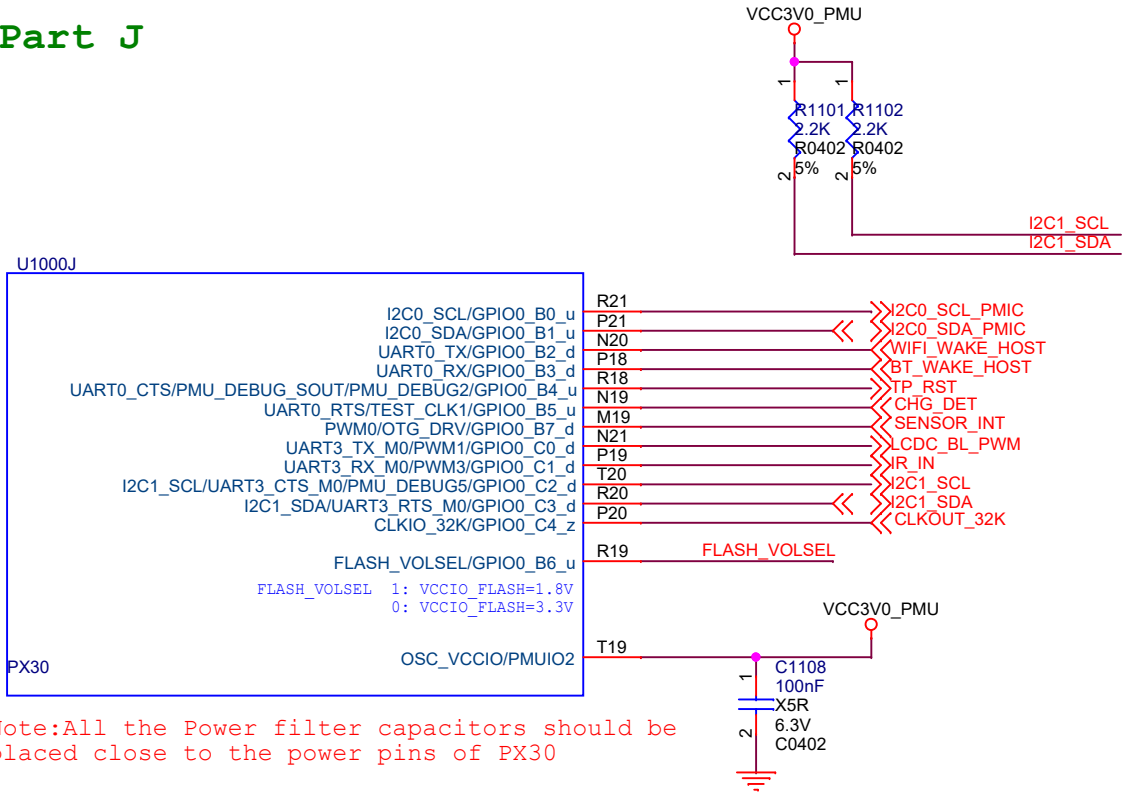 Part J
VCC3V0_PMU
1
1
R1101
R1102
2.2K
2.2K
R0402
R0402
5%
5%
2
2
I2C1_SCL
I2C1_SDA
U1000J
I2C0_SCL/GPIO0_B0_u R21 I2C0_SCL_PMIC
I2C0_SDA/GPIO0_B1_u P21 I2C0_SDA_PMIC
UART0_TX/GPIO0_B2_d N20 WIFI_WAKE_HOST
UART0_RX/GPIO0_B3_d P18 BT_WAKE_HOST
UART0_CTS/PMU_DEBUG_SOUT/PMU_DEBUG2/GPIO0_B4_u R18 TP_RST
UART0_RTS/TEST_CLK1/GPIO0_B5_u N19 CHG_DET
PWM0/OTG_DRV/GPIO0_B7_d M19 SENSOR_INT
UART3_TX_M0/PWM1/GPIO0_C0_d N21 LCDC_BL_PWM
UART3_RX_M0/PWM3/GPIO0_C1_d P19 IR_IN
I2C1_SCL/UART3_CTS_M0/PMU_DEBUG5/GPIO0_C2_d T20 I2C1_SCL
I2C1_SDA/UART3_RTS_M0/GPIO0_C3_d R20 I2C1_SDA
CLKIO_32K/GPIO0_C4_z P20 CLKOUT_32K
FLASH_VOLSEL/GPIO0_B6_u R19 FLASH_VOLSEL
FLASH_VOLSEL 1: VCCIO_FLASH=1.8V
0: VCCIO_FLASH=3.3V
VCC3V0_PMU
OSC_VCCIO/PMUIO2 T19
PX30
1
C1108
100nF
X5R
6.3V
C0402
2
Note:All the Power filter capacitors should be
placed close to the power pins of PX30